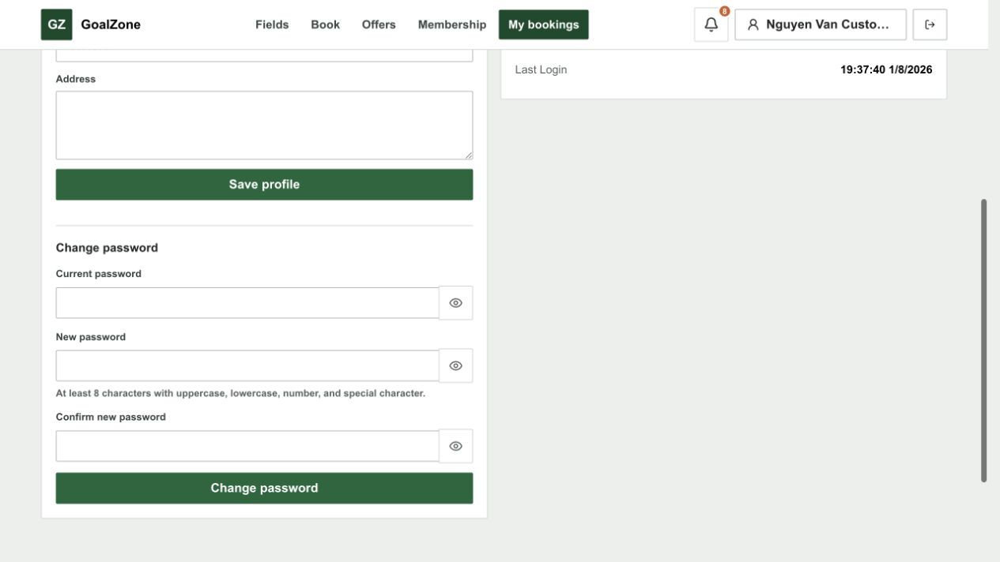 GZ GoalZone Fields Book Offers Membership My bookings 8 Nguyen Van Custo...
Last Login 19:37:40 1/8/2026
Address
Save profile
Change password
Current password
New password
At least 8 characters with uppercase, lowercase, number, and special character.
Confirm new password
Change password